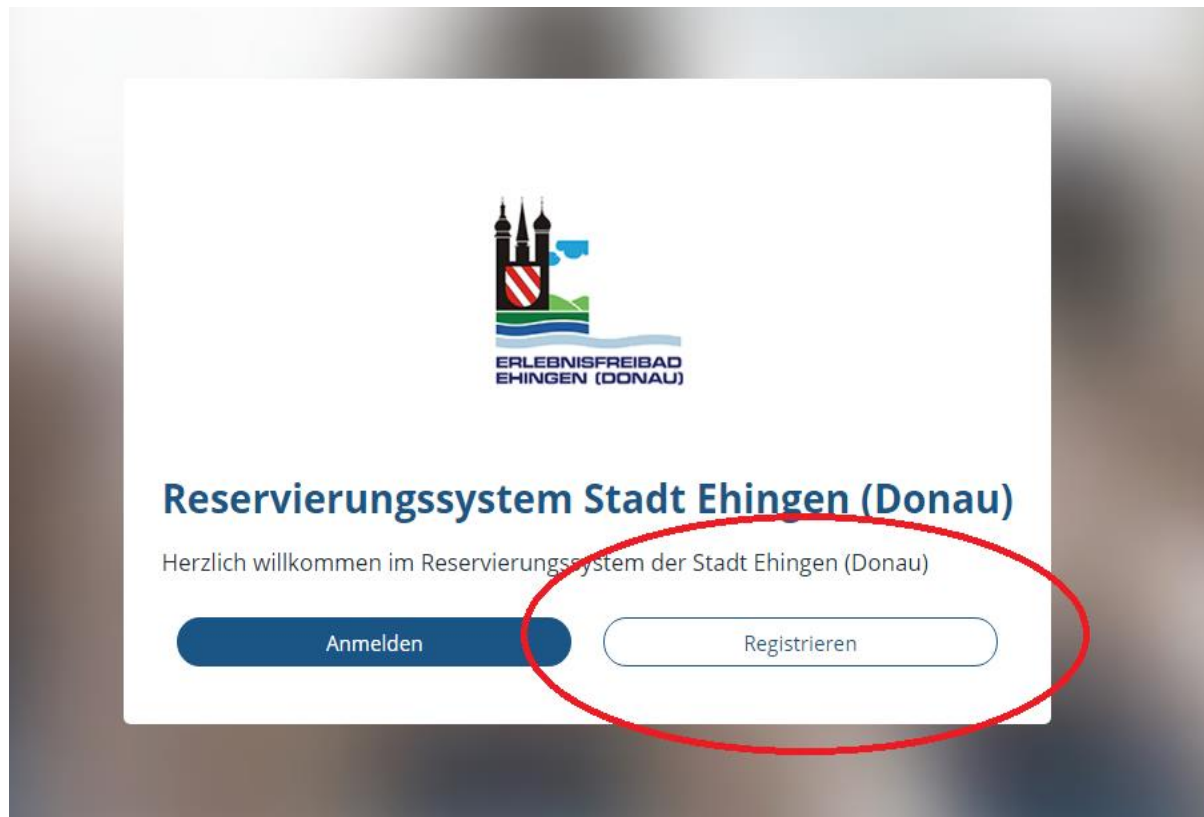 ERLEBNISFREIBAD
EHINGEN (DONAU)
Reservierungssystem Stadt Ehingen (Donau)
Herzlich willkommen im Reservierungssystem der Stadt Ehingen (Donau)
Anmelden
Registrieren